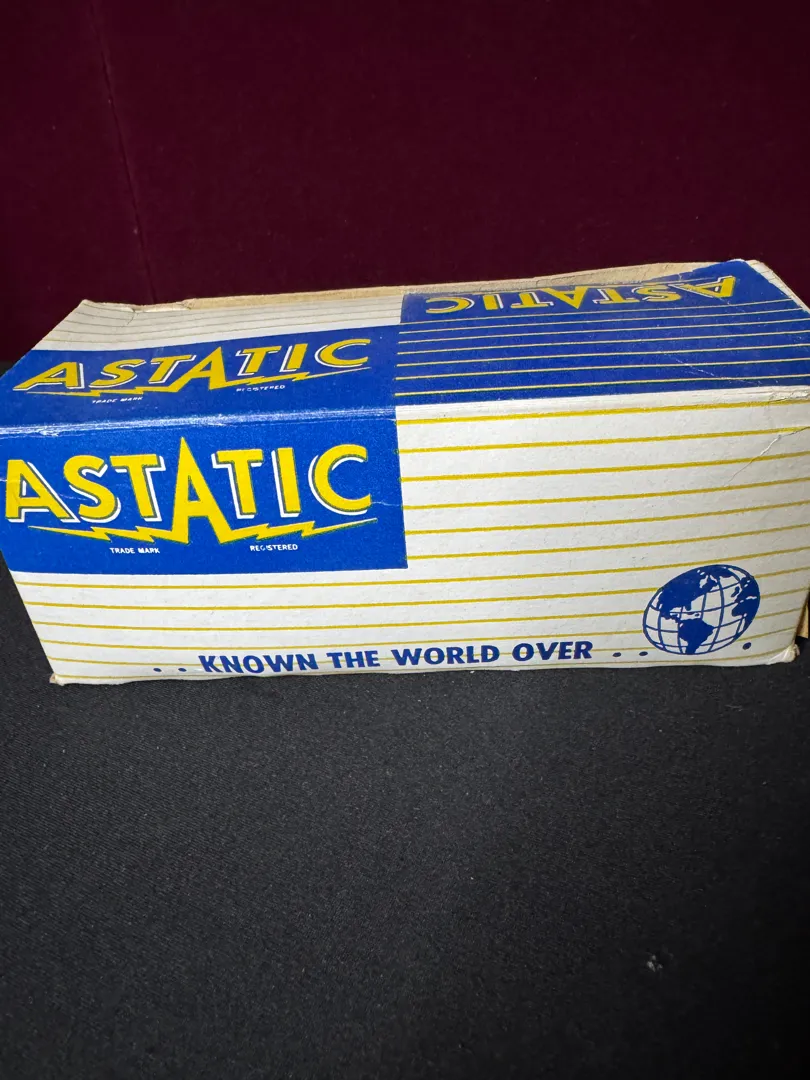 ASTATIC
ASTATIC
TRADE MARK REGISTERED
ASTATIC
TRADE MARK REGISTERED
. . KNOWN THE WORLD OVER . . .